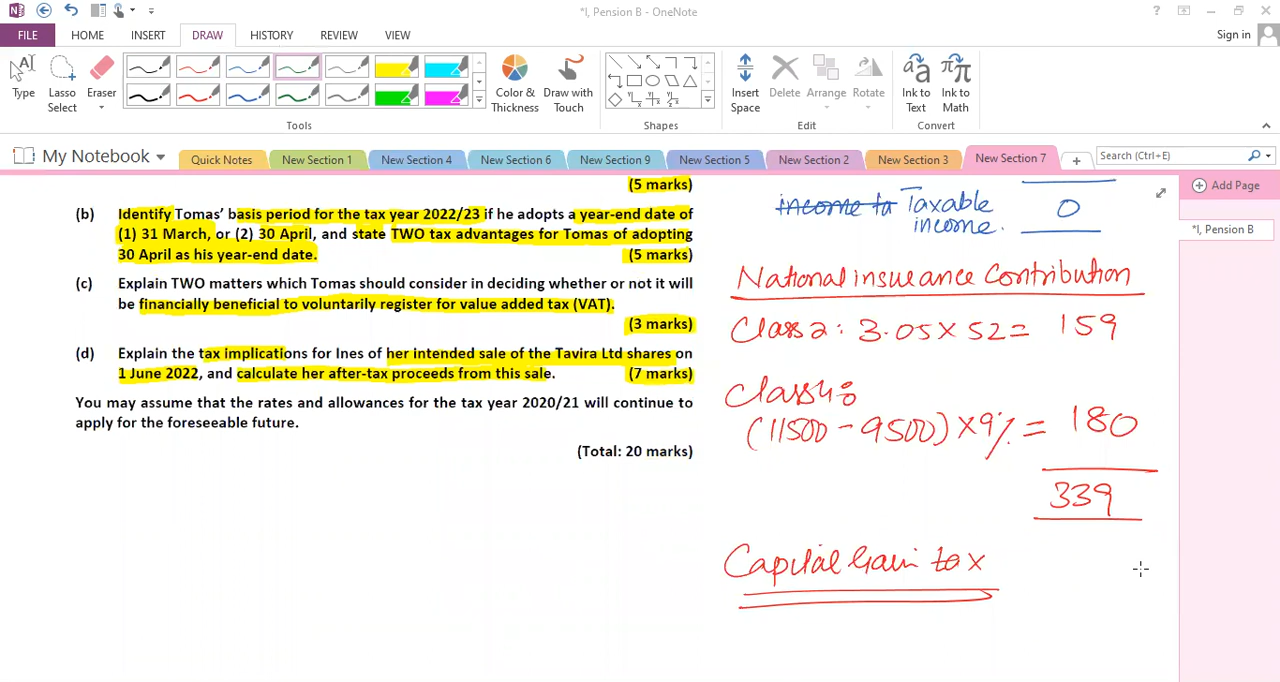 *I, Pension B - OneNote
FILE HOME INSERT DRAW HISTORY REVIEW VIEW Sign in
Type Lasso Select Eraser Color & Thickness Draw with Touch Insert Space Delete Arrange Rotate Ink to Text Ink to Math
Tools Shapes Edit Convert
My Notebook Quick Notes New Section 1 New Section 4 New Section 6 New Section 9 New Section 5 New Section 2 New Section 3 New Section 7 Search (Ctrl+E)
Add Page
*I, Pension B
(5 marks)
(b) Identify Tomas' basis period for the tax year 2022/23 if he adopts a year-end date of
(1) 31 March, or (2) 30 April, and state TWO tax advantages for Tomas of adopting
30 April as his year-end date. (5 marks)
(c) Explain TWO matters which Tomas should consider in deciding whether or not it will
be financially beneficial to voluntarily register for value added tax (VAT).
(3 marks)
(d) Explain the tax implications for Ines of her intended sale of the Tavira Ltd shares on
1 June 2022, and calculate her after-tax proceeds from this sale. (7 marks)
You may assume that the rates and allowances for the tax year 2020/21 will continue to
apply for the foreseeable future.
(Total: 20 marks)
income ta Taxable 0
income.
National insurance Contribution
Class 2: 3.05 x 52 = 159
Class 4:
(11500 - 9500) x 9% = 180
339
Capital Gain tax